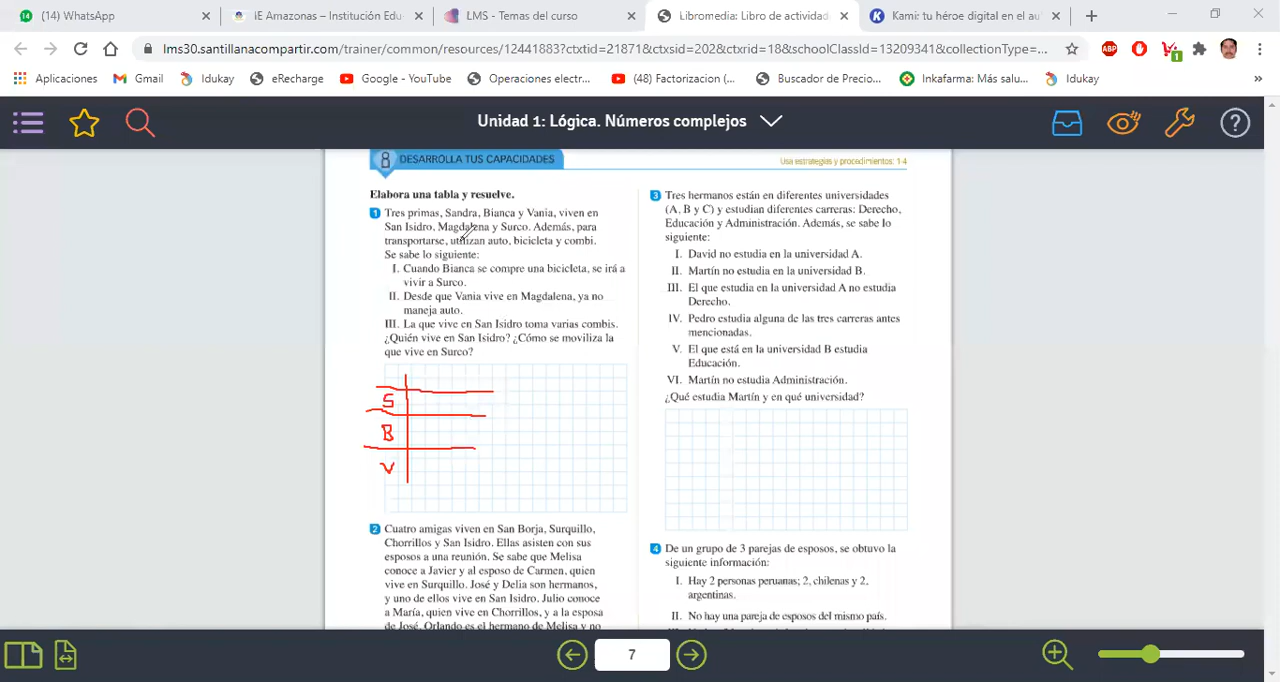 (14) WhatsApp
IE Amazonas – Institución Edu
LMS - Temas del curso
Libromedia: Libro de actividad
Kami: tu héroe digital en el au
lms30.santillanacompartir.com/trainer/common/resources/12441883?ctxtid=21871&ctxsid=202&ctxrid=18&schoolClassId=13209341&collectionType=...
ABP
1
Aplicaciones
Gmail
Idukay
eRecharge
Google - YouTube
Operaciones electr...
(48) Factorizacion (...
Buscador de Precio...
Inkafarma: Más salu...
Idukay
»
Unidad 1: Lógica. Números complejos
8 DESARROLLA TUS CAPACIDADES
Usa estrategias y procedimientos: 1-4
Elabora una tabla y resuelve.
1 Tres primas, Sandra, Bianca y Vania, viven en
San Isidro, Magdalena y Surco. Además, para
transportarse, utilizan auto, bicicleta y combi.
Se sabe lo siguiente:
I. Cuando Bianca se compre una bicicleta, se irá a
vivir a Surco.
II. Desde que Vania vive en Magdalena, ya no
maneja auto.
III. La que vive en San Isidro toma varias combis.
¿Quién vive en San Isidro? ¿Cómo se moviliza la
que vive en Surco?
S
B
V
2 Cuatro amigas viven en San Borja, Surquillo,
Chorrillos y San Isidro. Ellas asisten con sus
esposos a una reunión. Se sabe que Melisa
conoce a Javier y al esposo de Carmen, quien
vive en Surquillo. José y Delia son hermanos,
y uno de ellos vive en San Isidro. Julio conoce
a María, quien vive en Chorrillos, y a la esposa
de José. Orlando es el hermano de Melisa y no
3 Tres hermanos están en diferentes universidades
(A, B y C) y estudian diferentes carreras: Derecho,
Educación y Administración. Además, se sabe lo
siguiente:
I. David no estudia en la universidad A.
II. Martín no estudia en la universidad B.
III. El que estudia en la universidad A no estudia
Derecho.
IV. Pedro estudia alguna de las tres carreras antes
mencionadas.
V. El que está en la universidad B estudia
Educación.
VI. Martín no estudia Administración.
¿Qué estudia Martín y en qué universidad?
4 De un grupo de 3 parejas de esposos, se obtuvo la
siguiente información:
I. Hay 2 personas peruanas; 2, chilenas y 2,
argentinas.
II. No hay una pareja de esposos del mismo país.
7